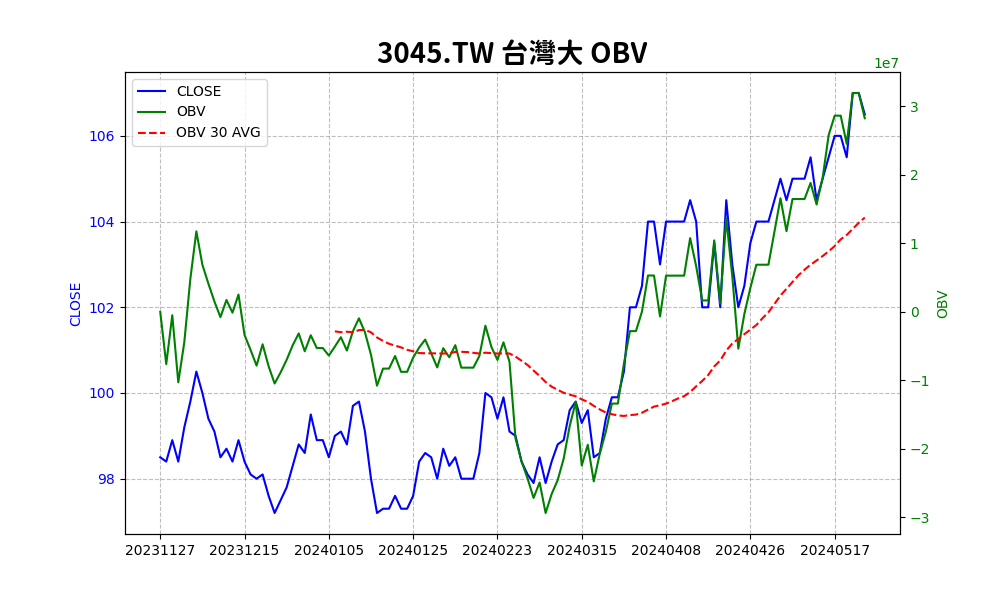 3045.TW 台灣大 OBV
1e7
CLOSE
OBV
OBV 30 AVG
106
104
102
100
98
CLOSE
3
2
1
0
−1
−2
−3
OBV
20231127 20231215 20240105 20240125 20240223 20240315 20240408 20240426 20240517